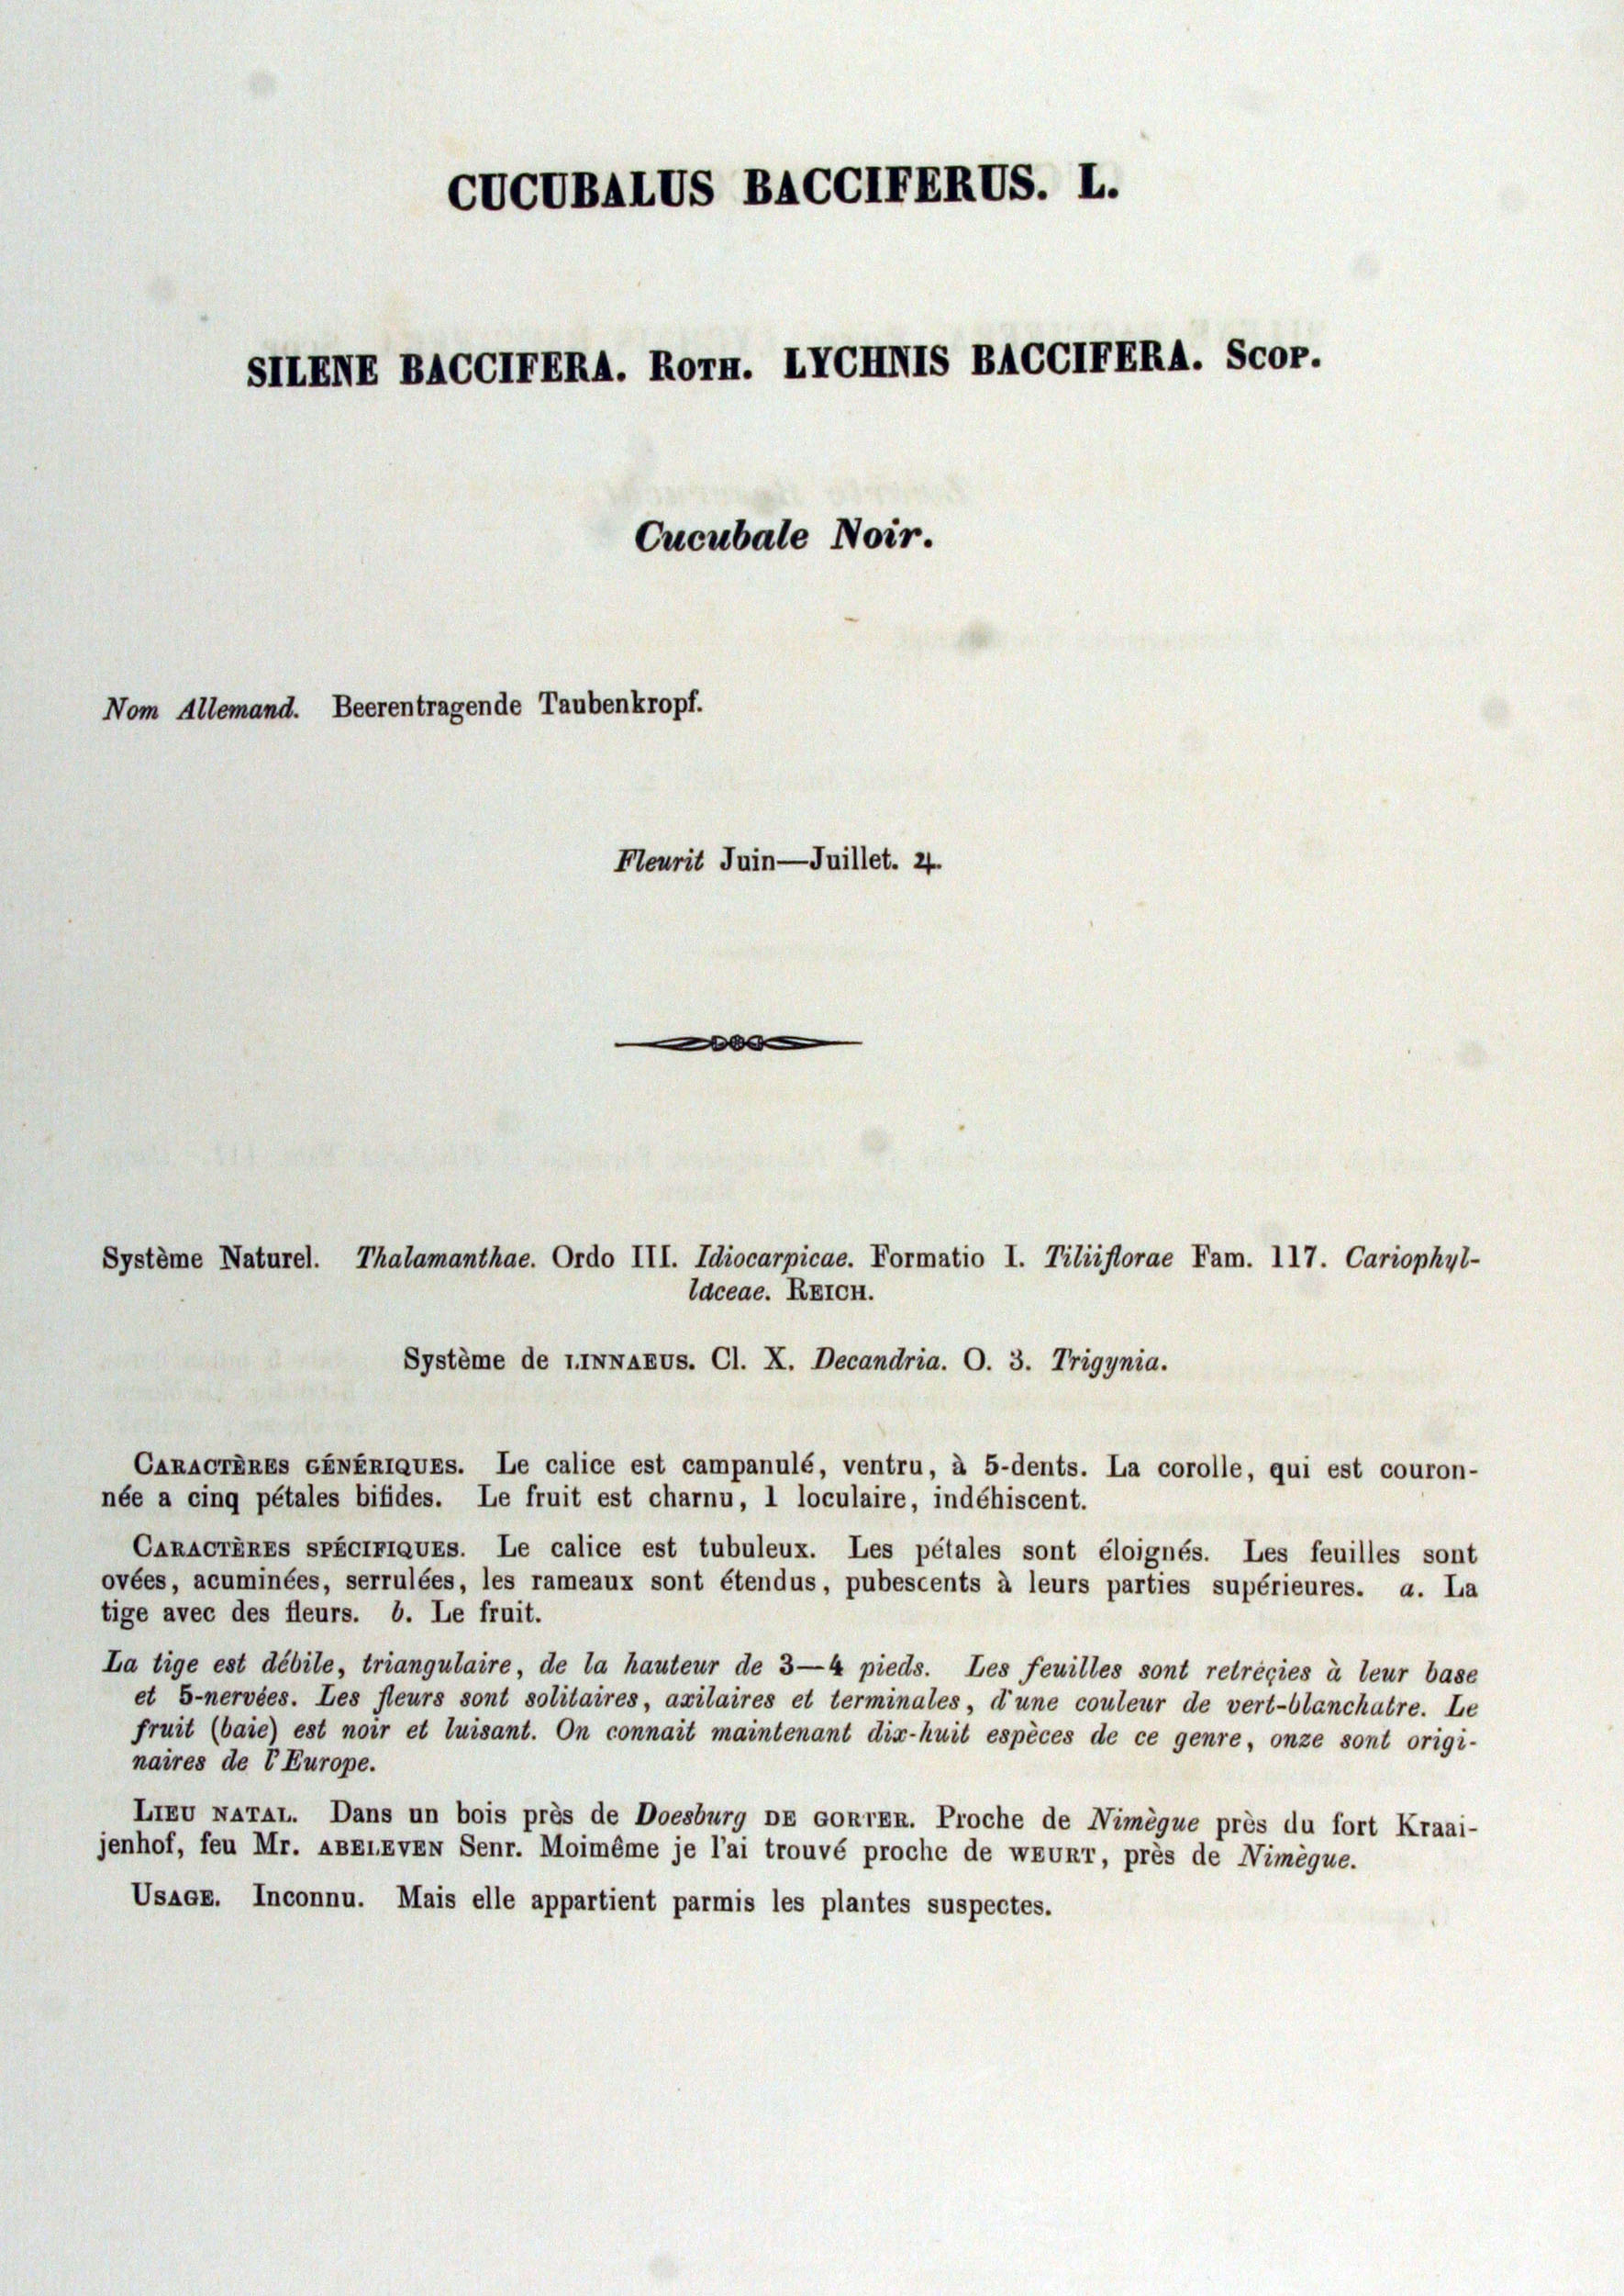 CUCUBALUS BACCIFERUS. L.
SILENE BACCIFERA. ROTH. LYCHNIS BACCIFERA. SCOP.
Cucubale Noir.
Nom Allemand. Beerentragende Taubenkropf.
Fleurit Juin—Juillet. ♃.
Système Naturel. Thalamanthae. Ordo III. Idiocarpicae. Formatio I. Tiliiflorae Fam. 117. Cariophyl-
laceae. REICH.
Système de LINNAEUS. Cl. X. Decandria. O. 3. Trigynia.
CARACTÈRES GÉNÉRIQUES. Le calice est campanulé, ventru, à 5-dents. La corolle, qui est couron-
née a cinq pétales bifides. Le fruit est charnu, 1 loculaire, indéhiscent.
CARACTÈRES SPÉCIFIQUES. Le calice est tubuleux. Les pétales sont éloignés. Les feuilles sont
ovées, acuminées, serrulées, les rameaux sont étendus, pubescents à leurs parties supérieures. a. La
tige avec des fleurs. b. Le fruit.
La tige est débile, triangulaire, de la hauteur de 3—4 pieds. Les feuilles sont retréçies à leur base
et 5-nervées. Les fleurs sont solitaires, axilaires et terminales, d'une couleur de vert-blanchatre. Le
fruit (baie) est noir et luisant. On connait maintenant dix-huit espèces de ce genre, onze sont origi-
naires de l'Europe.
LIEU NATAL. Dans un bois près de Doesburg DE GORTER. Proche de Nimègue près du fort Kraai-
jenhof, feu Mr. ABELEVEN Senr. Moimême je l'ai trouvé proche de WEURT, près de Nimègue.
USAGE. Inconnu. Mais elle appartient parmis les plantes suspectes.